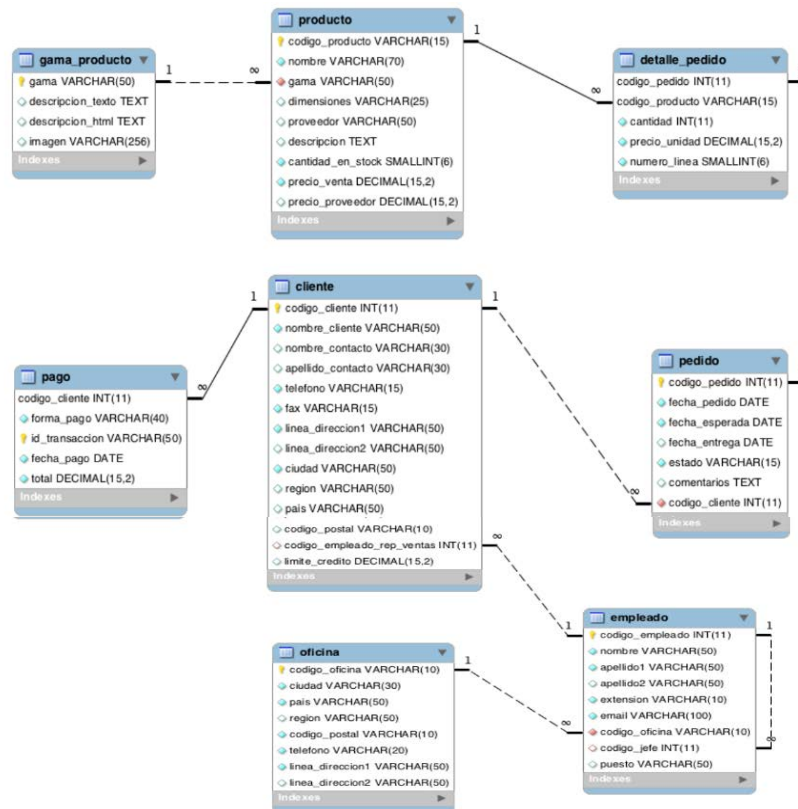 gama_producto
gama VARCHAR(50)
descripcion_texto TEXT
descripcion_html TEXT
imagen VARCHAR(256)
Indexes
1
∞
producto
codigo_producto VARCHAR(15)
nombre VARCHAR(70)
gama VARCHAR(50)
dimensiones VARCHAR(25)
proveedor VARCHAR(50)
descripcion TEXT
cantidad_en_stock SMALLINT(6)
precio_venta DECIMAL(15,2)
precio_proveedor DECIMAL(15,2)
Indexes
1
∞
detalle_pedido
codigo_pedido INT(11)
codigo_producto VARCHAR(15)
cantidad INT(11)
precio_unidad DECIMAL(15,2)
numero_linea SMALLINT(6)
Indexes
pago
codigo_cliente INT(11)
forma_pago VARCHAR(40)
id_transaccion VARCHAR(50)
fecha_pago DATE
total DECIMAL(15,2)
Indexes
∞
1
cliente
codigo_cliente INT(11)
nombre_cliente VARCHAR(50)
nombre_contacto VARCHAR(30)
apellido_contacto VARCHAR(30)
telefono VARCHAR(15)
fax VARCHAR(15)
linea_direccion1 VARCHAR(50)
linea_direccion2 VARCHAR(50)
ciudad VARCHAR(50)
region VARCHAR(50)
pais VARCHAR(50)
codigo_postal VARCHAR(10)
codigo_empleado_rep_ventas INT(11)
limite_credito DECIMAL(15,2)
Indexes
1
∞
∞
1
pedido
codigo_pedido INT(11)
fecha_pedido DATE
fecha_esperada DATE
fecha_entrega DATE
estado VARCHAR(15)
comentarios TEXT
codigo_cliente INT(11)
Indexes
oficina
codigo_oficina VARCHAR(10)
ciudad VARCHAR(30)
pais VARCHAR(50)
region VARCHAR(50)
codigo_postal VARCHAR(10)
telefono VARCHAR(20)
linea_direccion1 VARCHAR(50)
linea_direccion2 VARCHAR(50)
Indexes
1
∞
empleado
codigo_empleado INT(11)
nombre VARCHAR(50)
apellido1 VARCHAR(50)
apellido2 VARCHAR(50)
extension VARCHAR(10)
email VARCHAR(100)
codigo_oficina VARCHAR(10)
codigo_jefe INT(11)
puesto VARCHAR(50)
Indexes
1
∞